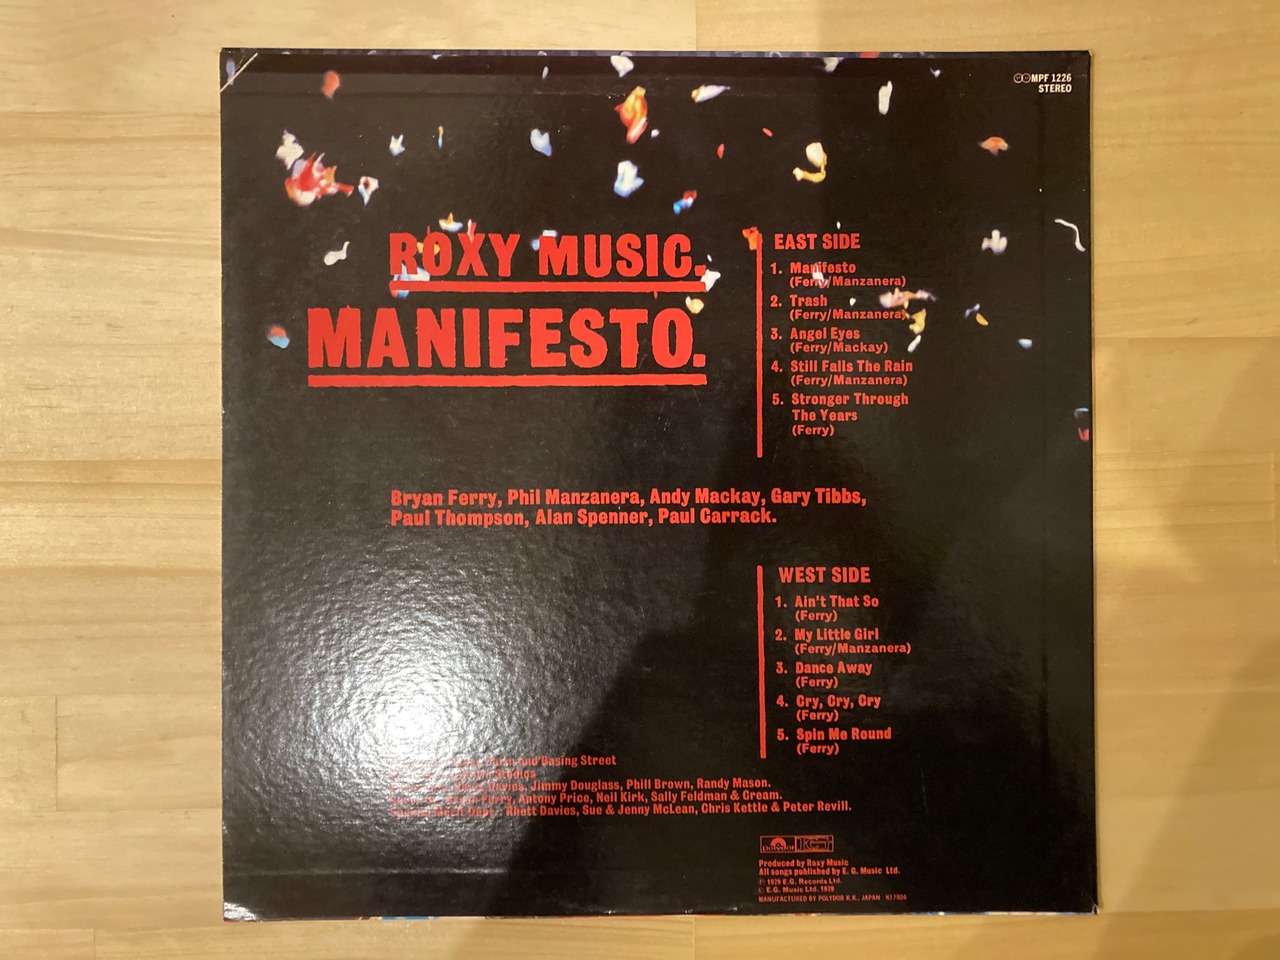 MPF 1226
STEREO
ROXY MUSIC.
MANIFESTO.
EAST SIDE
1. Manifesto
(Ferry/Manzanera)
2. Trash
(Ferry/Manzanera)
3. Angel Eyes
(Ferry/Mackay)
4. Still Falls The Rain
(Ferry/Manzanera)
5. Stronger Through
The Years
(Ferry)
Bryan Ferry, Phil Manzanera, Andy Mackay, Gary Tibbs,
Paul Thompson, Alan Spenner, Paul Carrack.
WEST SIDE
1. Ain't That So
(Ferry)
2. My Little Girl
(Ferry/Manzanera)
3. Dance Away
(Ferry)
4. Cry, Cry, Cry
(Ferry)
5. Spin Me Round
(Ferry)
and Basing Street
Studios
Davies, Jimmy Douglass, Phill Brown, Randy Mason.
Ferry, Antony Price, Neil Kirk, Sally Feldman & Cream.
Rhett Davies, Sue & Jenny McLean, Chris Kettle & Peter Revill.
polydor
Produced by Roxy Music
All songs published by E. G. Music Ltd.
Ⓟ 1979 E.G. Records Ltd.
© E.G. Music Ltd. 1979
MANUFACTURED BY POLYDOR K.K., JAPAN